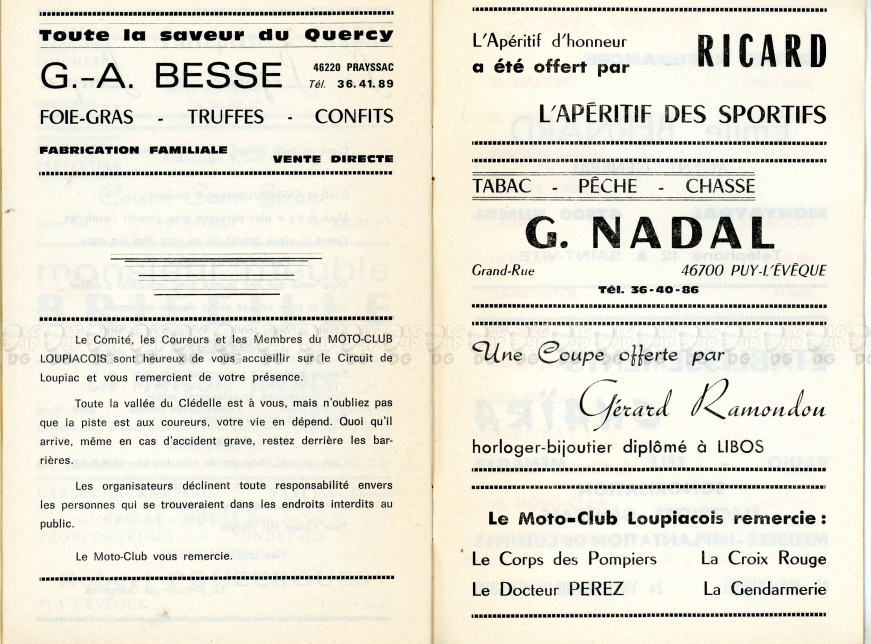 Toute la saveur du Quercy
G.-A. BESSE
46220 PRAYSSAC
Tél. 36.41.89
FOIE-GRAS - TRUFFES - CONFITS
FABRICATION FAMILIALE
VENTE DIRECTE
Le Comité, les Coureurs et les Membres du MOTO-CLUB
LOUPIACOIS sont heureux de vous accueillir sur le Circuit de
Loupiac et vous remercient de votre présence.
Toute la vallée du Clédelle est à vous, mais n'oubliez pas
que la piste est aux coureurs, votre vie en dépend. Quoi qu'il
arrive, même en cas d'accident grave, restez derrière les bar-
rières.
Les organisateurs déclinent toute responsabilité envers
les personnes qui se trouveraient dans les endroits interdits au
public.
Le Moto-Club vous remercie.
L'Apéritif d'honneur
a été offert par
RICARD
L'APÉRITIF DES SPORTIFS
TABAC - PÊCHE - CHASSE
G. NADAL
Grand-Rue 46700 PUY-L'ÉVÊQUE
Tél. 36-40-86
Une Coupe offerte par
Gérard Ramondou
horloger-bijoutier diplômé à LIBOS
Le Moto-Club Loupiacois remercie :
Le Corps des Pompiers La Croix Rouge
Le Docteur PEREZ La Gendarmerie